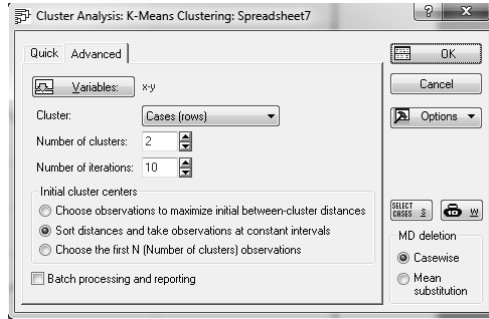 Cluster Analysis: K-Means Clustering: Spreadsheet7
? X
Quick Advanced
Variables: x-y
Cluster: Cases (rows)
Number of clusters: 2
Number of iterations: 10
Initial cluster centers
Choose observations to maximize initial between-cluster distances
Sort distances and take observations at constant intervals
Choose the first N (Number of clusters) observations
Batch processing and reporting
OK
Cancel
Options
SELECT CASES S W
MD deletion
Casewise
Mean
substitution